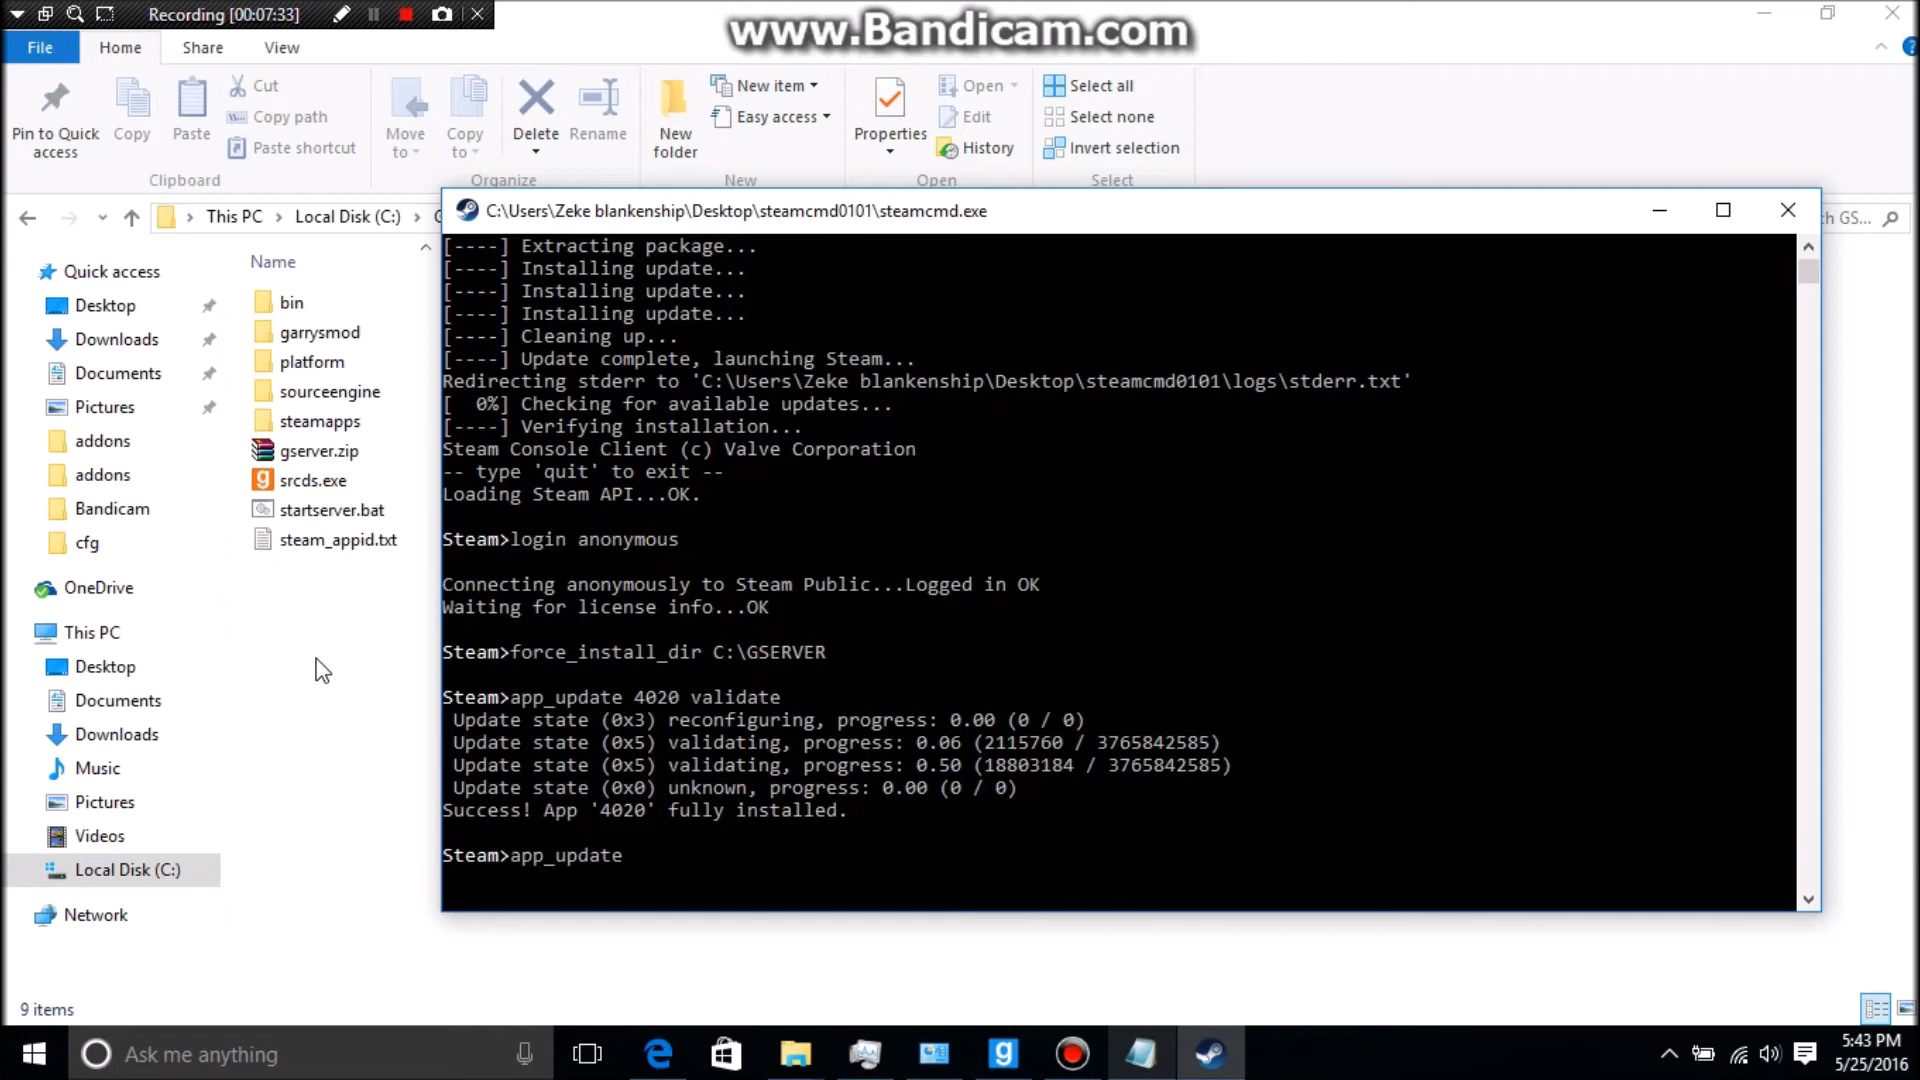 Recording [00:07:33]
www.Bandicam.com
File
Home
Share
View
Pin to Quick access
Copy
Paste
Cut
Copy path
Paste shortcut
Clipboard
Move to
Copy to
Delete
Rename
Organize
New folder
New item
Easy access
New
Properties
Open
Edit
History
Open
Select all
Select none
Invert selection
Select
This PC
Local Disk (C:)
GS...
C:\Users\Zeke blankenship\Desktop\steamcmd0101\steamcmd.exe
Quick access
Desktop
Downloads
Documents
Pictures
addons
addons
Bandicam
cfg
OneDrive
This PC
Desktop
Documents
Downloads
Music
Pictures
Videos
Local Disk (C:)
Network
Name
bin
garrysmod
platform
sourceengine
steamapps
gserver.zip
srcds.exe
startserver.bat
steam_appid.txt
[----] Extracting package...
[----] Installing update...
[----] Installing update...
[----] Installing update...
[----] Cleaning up...
[----] Update complete, launching Steam...
Redirecting stderr to 'C:\Users\Zeke blankenship\Desktop\steamcmd0101\logs\stderr.txt'
[  0%] Checking for available updates...
[----] Verifying installation...
Steam Console Client (c) Valve Corporation
-- type 'quit' to exit --
Loading Steam API...OK.
Steam>login anonymous
Connecting anonymously to Steam Public...Logged in OK
Waiting for license info...OK
Steam>force_install_dir C:\GSERVER
Steam>app_update 4020 validate
Update state (0x3) reconfiguring, progress: 0.00 (0 / 0)
Update state (0x5) validating, progress: 0.06 (2115760 / 3765842585)
Update state (0x5) validating, progress: 0.50 (18803184 / 3765842585)
Update state (0x0) unknown, progress: 0.00 (0 / 0)
Success! App '4020' fully installed.
Steam>app_update
9 items
Ask me anything
5:43 PM
5/25/2016